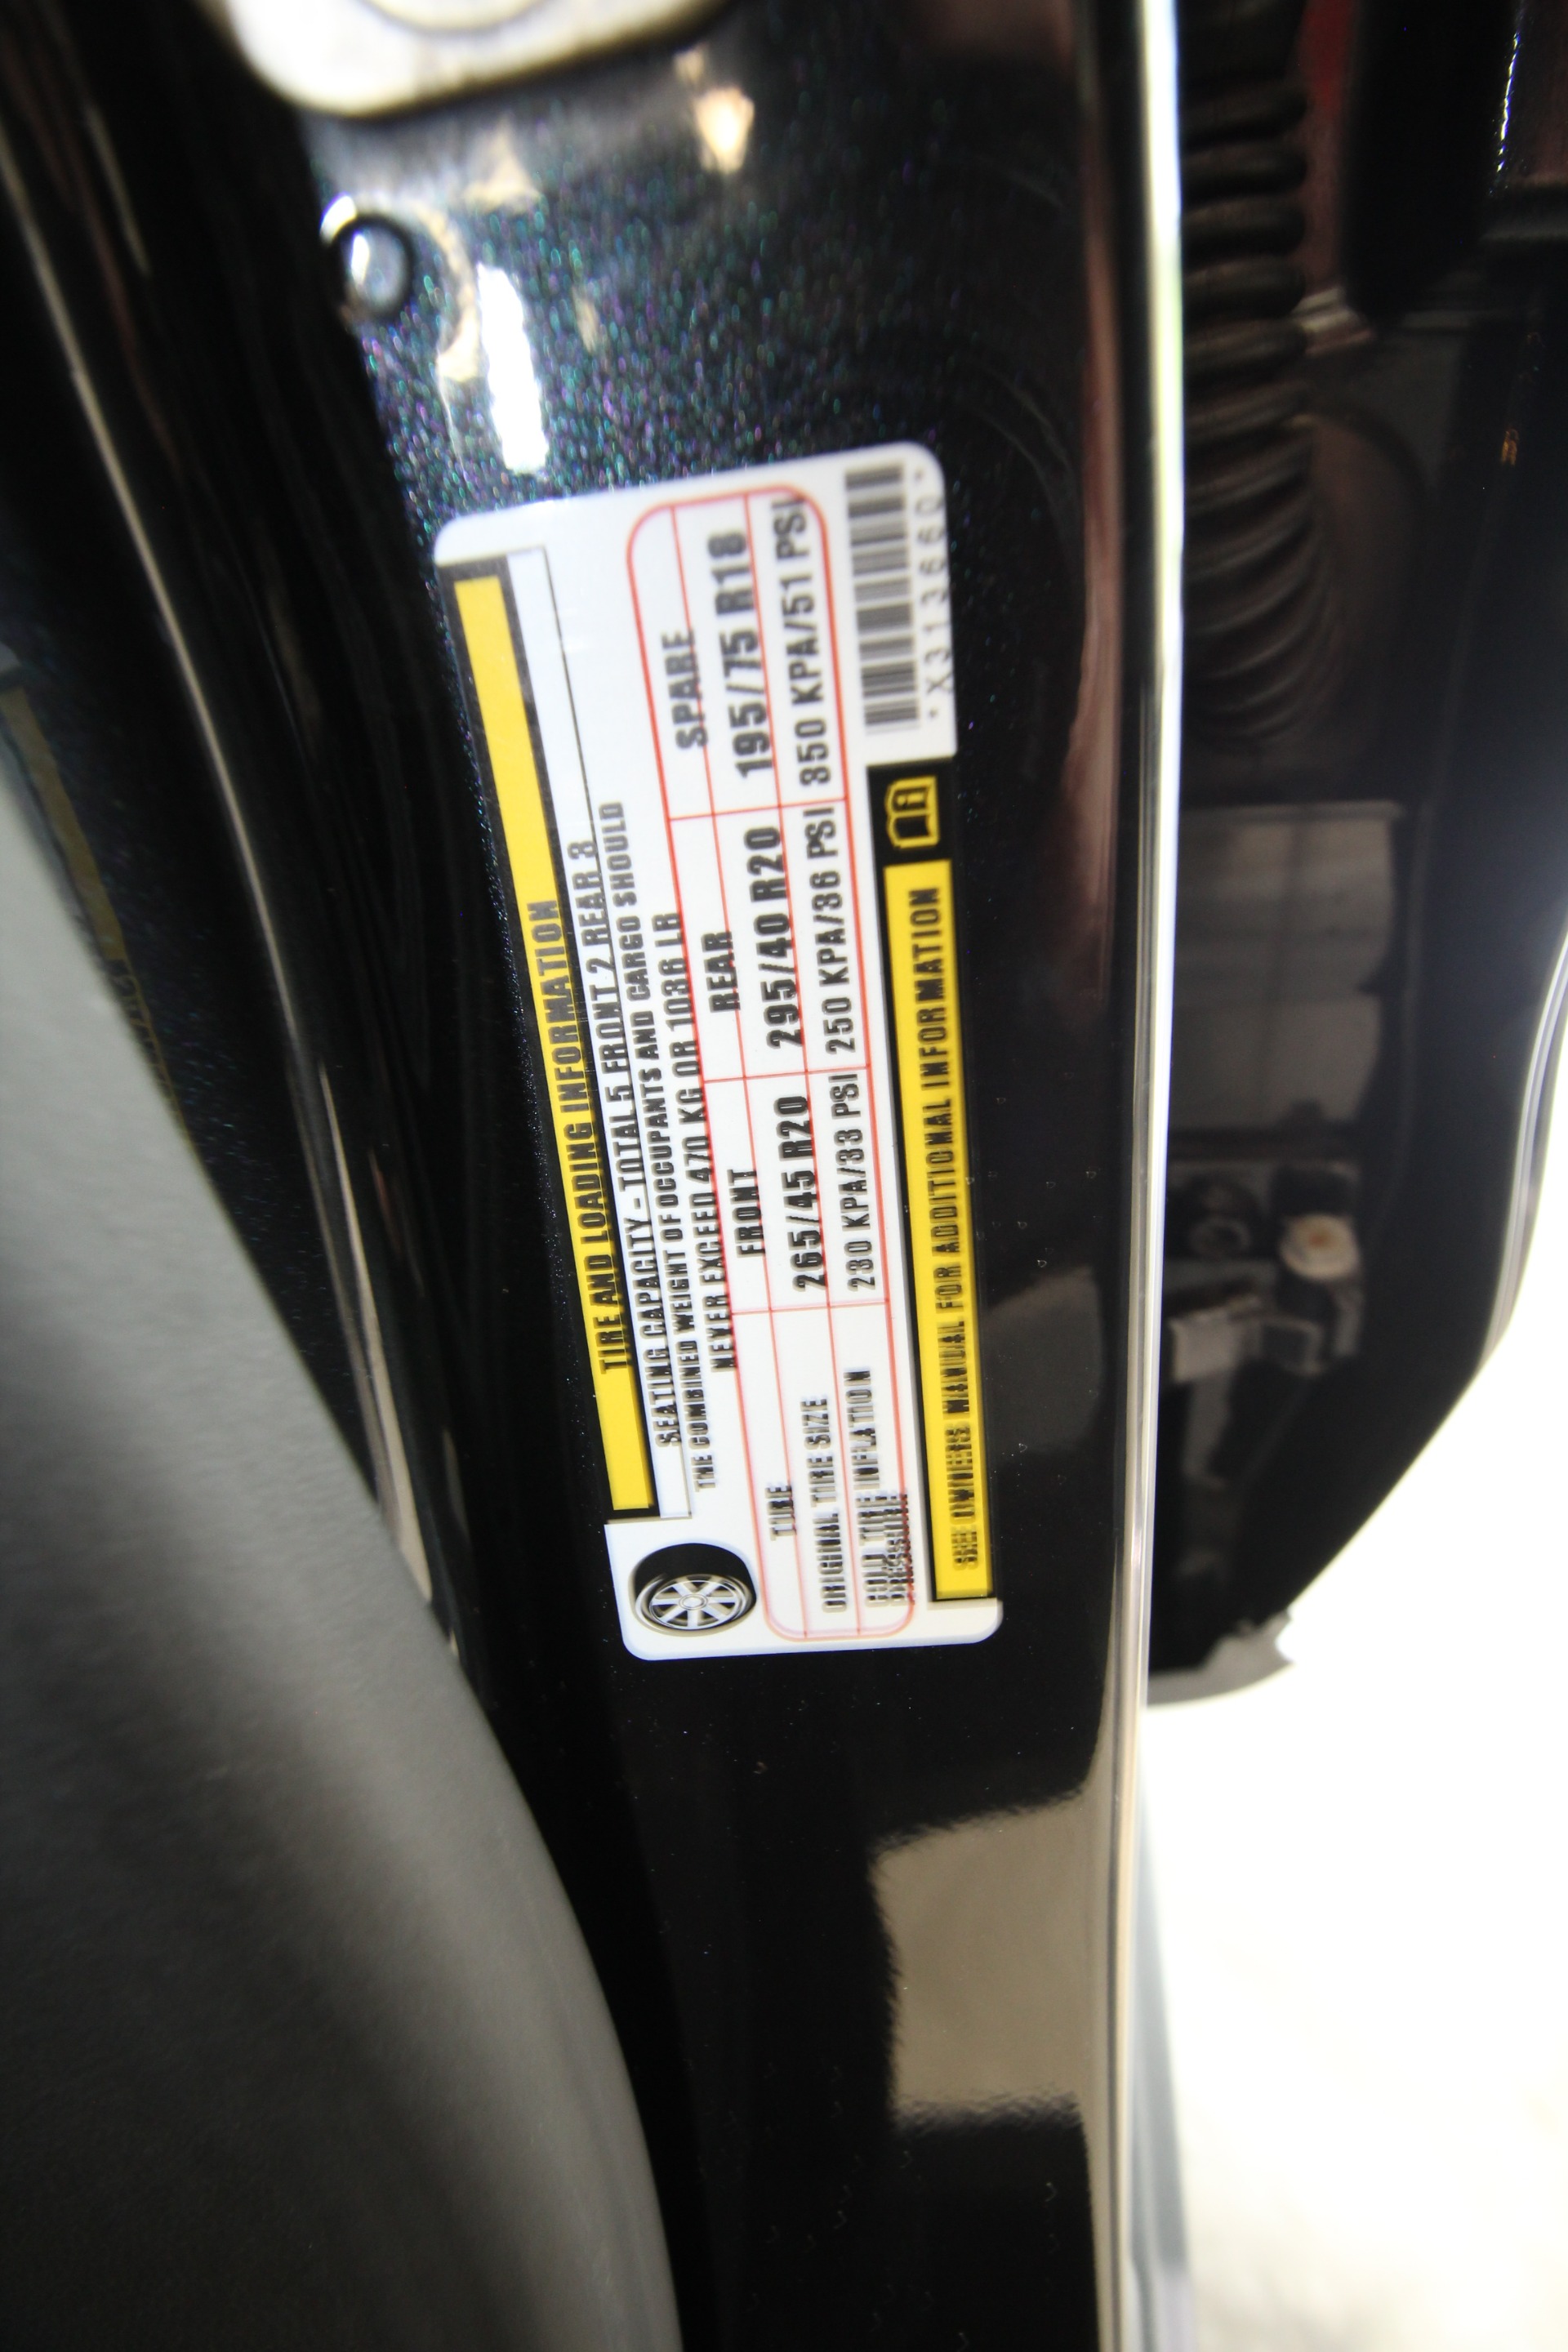 TIRE AND LOADING INFORMATION
SEATING CAPACITY - TOTAL 5 FRONT 2 REAR 3
THE COMBINED WEIGHT OF OCCUPANTS AND CARGO SHOULD
NEVER EXCEED 470 KG OR 1036 LB
TIRE FRONT REAR SPARE
ORIGINAL TIRE SIZE 265/45 R20 295/40 R20 195/75 R18
COLD TIRE INFLATION PRESSURE 230 KPA/33 PSI 250 KPA/36 PSI 350 KPA/51 PSI
SEE OWNERS MANUAL FOR ADDITIONAL INFORMATION
*X313660*